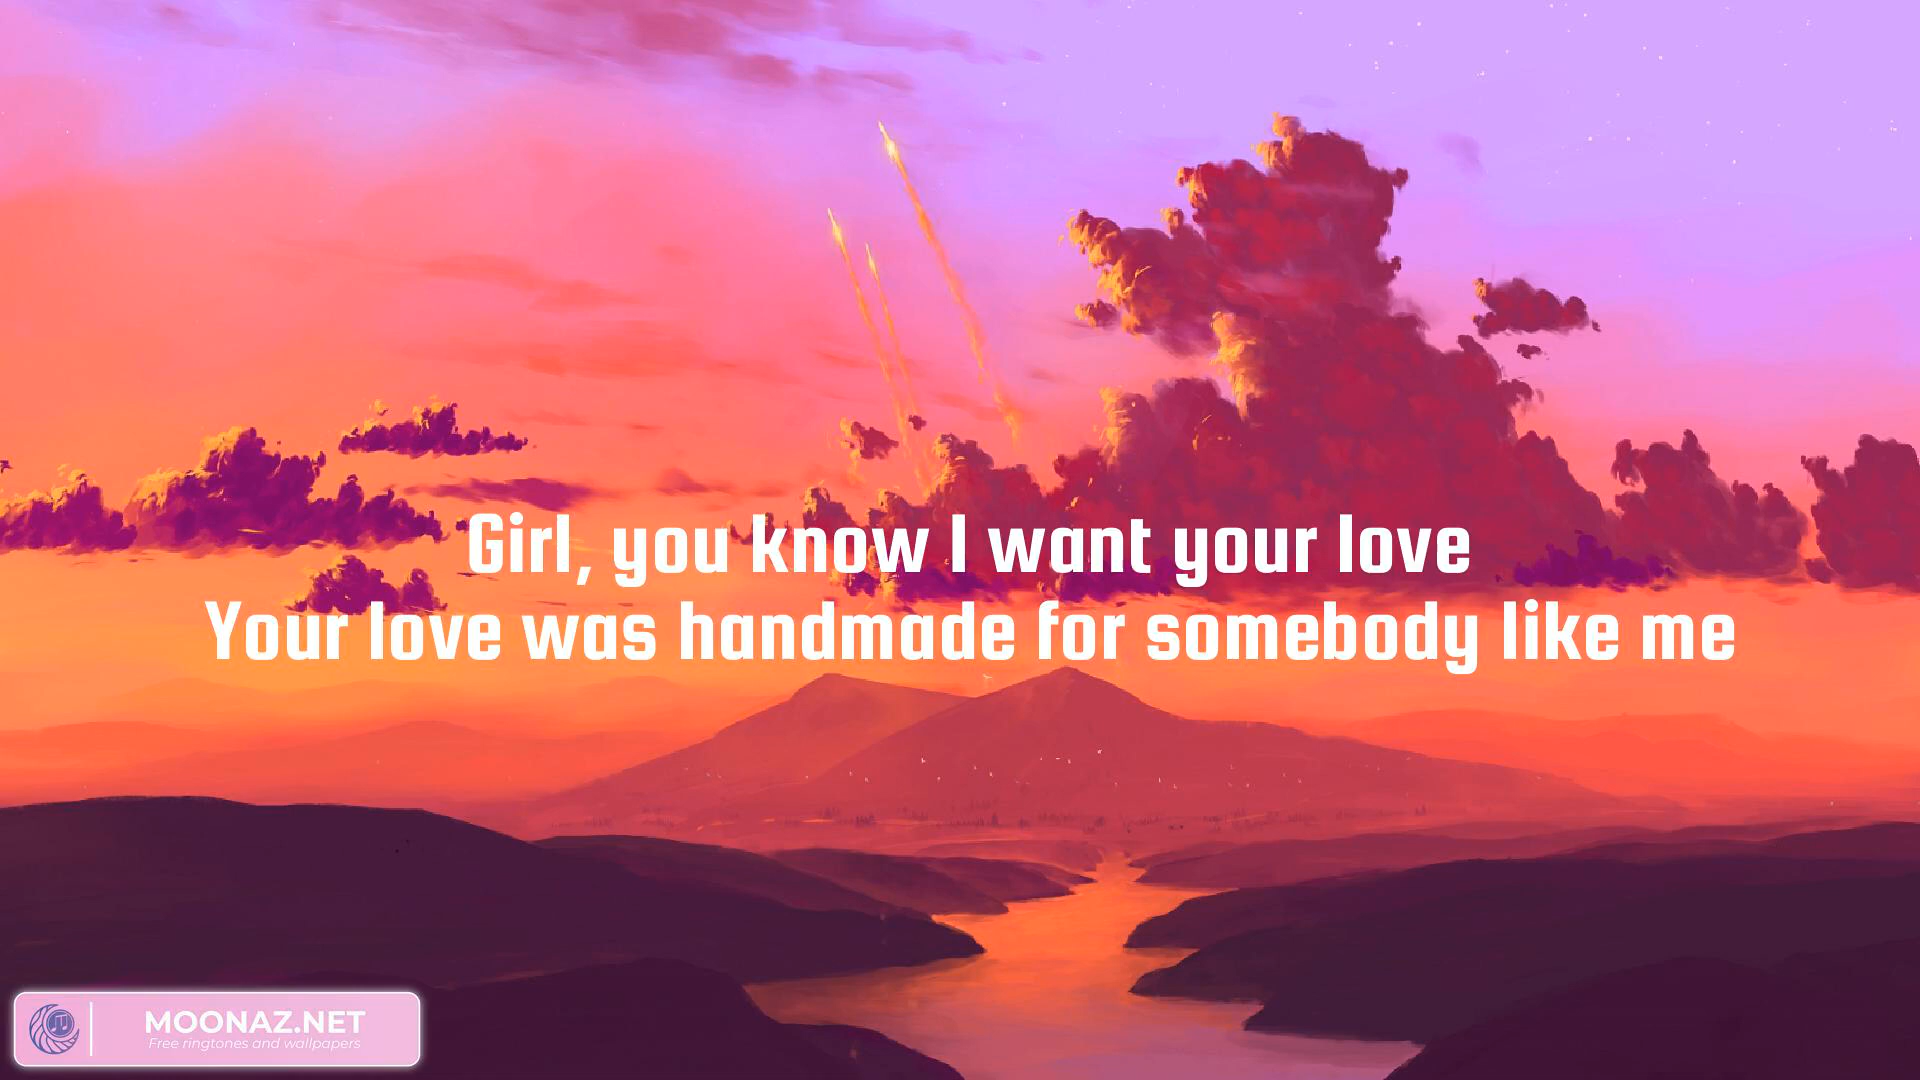 Girl, you know I want your love
Your love was handmade for somebody like me
MOONAZ.NET
Free ringtones and wallpapers